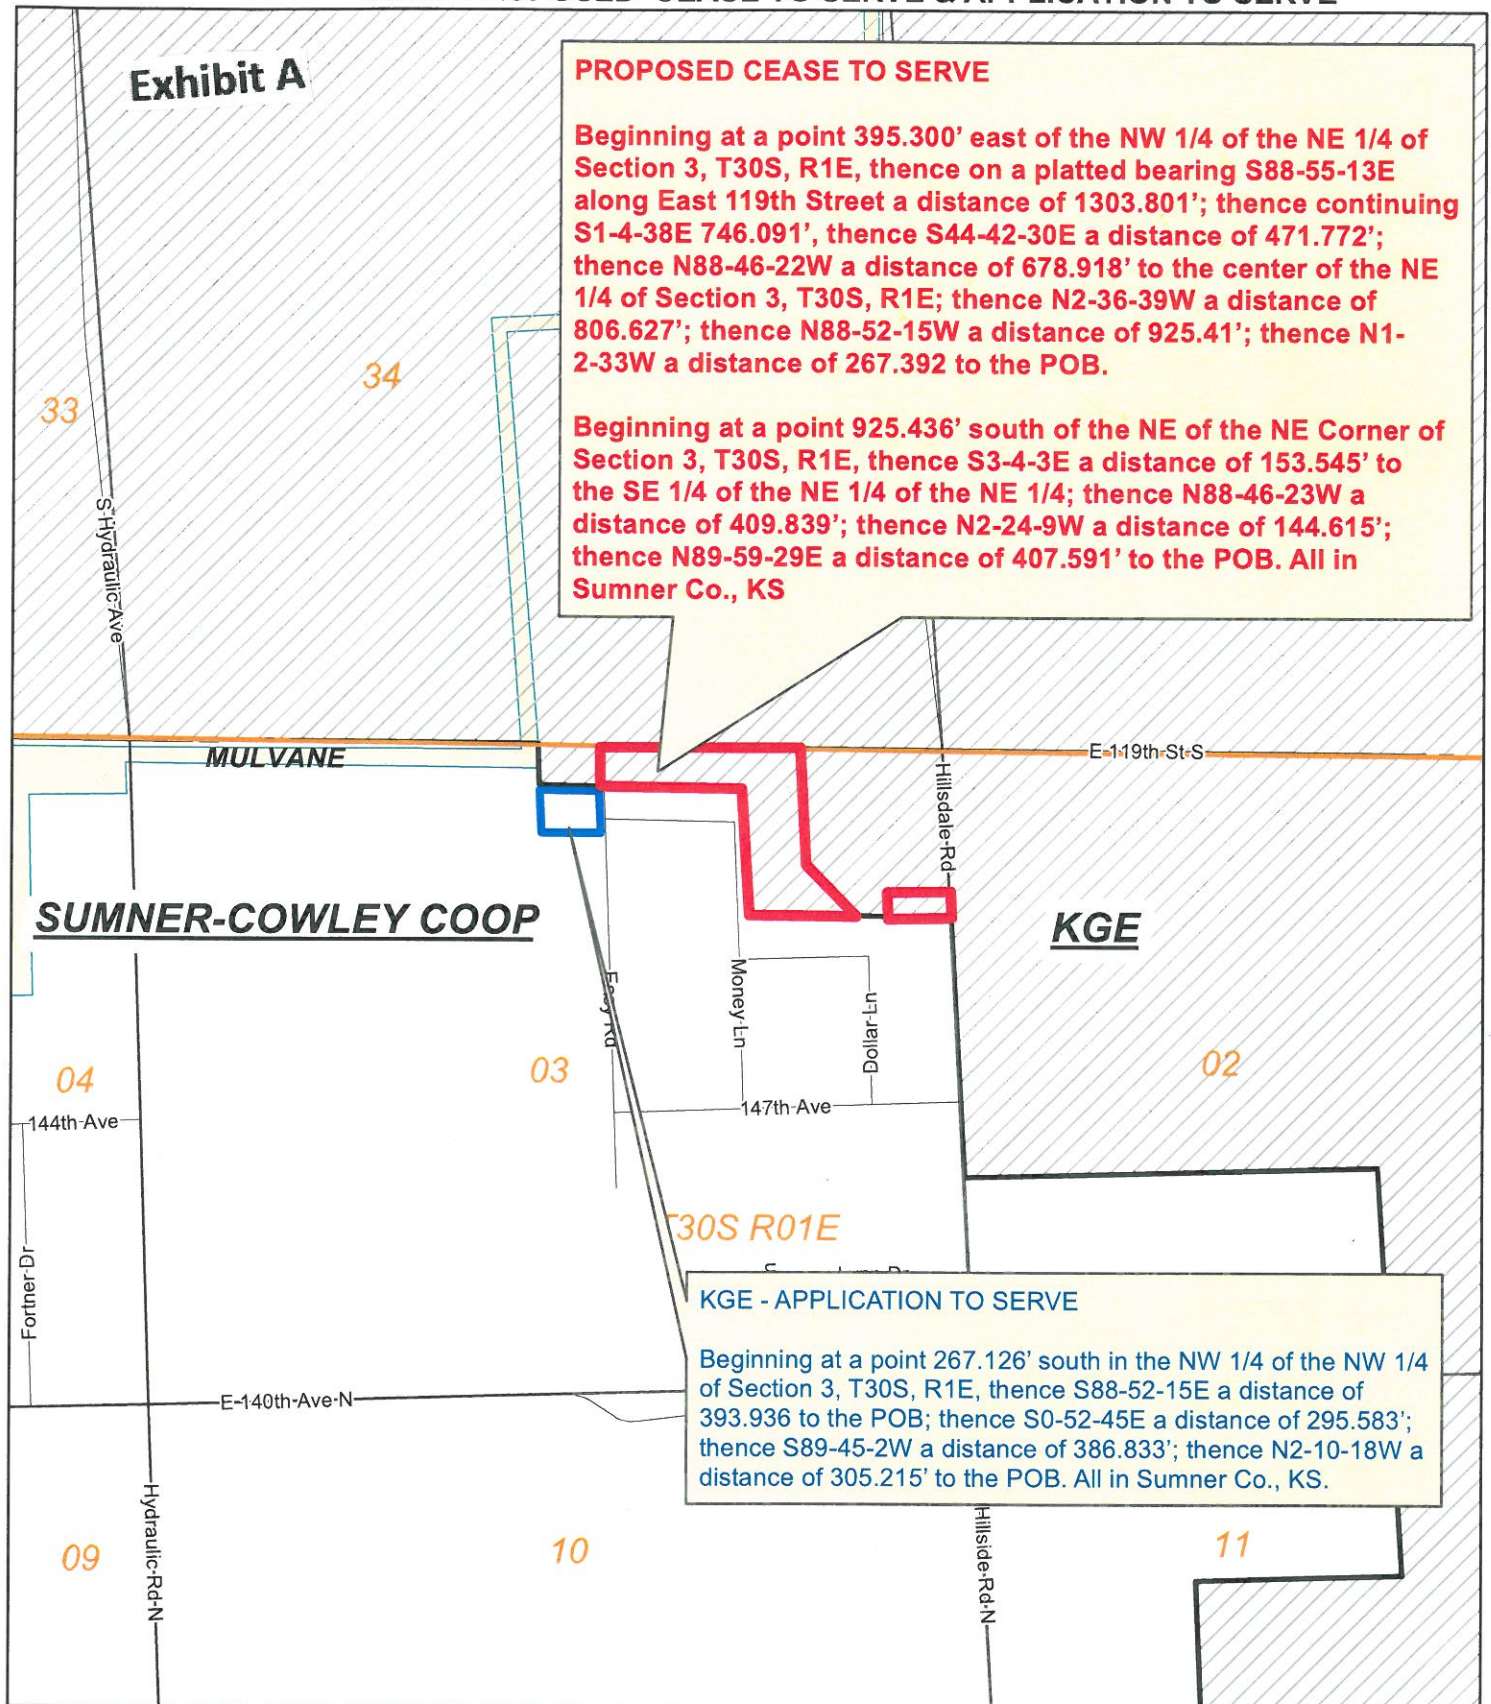 CEASE TO SERVE & APPLICATION TO SERVE
Exhibit A
PROPOSED CEASE TO SERVE
Beginning at a point 395.300’ east of the NW 1/4 of the NE 1/4 of
Section 3, T30S, R1E, thence on a platted bearing S88-55-13E
along East 119th Street a distance of 1303.801’; thence continuing
S1-4-38E 746.091’, thence S44-42-30E a distance of 471.772’;
thence N88-46-22W a distance of 678.918’ to the center of the NE
1/4 of Section 3, T30S, R1E; thence N2-36-39W a distance of
806.627’; thence N88-52-15W a distance of 925.41’; thence N1-
2-33W a distance of 267.392 to the POB.
Beginning at a point 925.436’ south of the NE of the NE Corner of
Section 3, T30S, R1E, thence S3-4-3E a distance of 153.545’ to
the SE 1/4 of the NE 1/4 of the NE 1/4; thence N88-46-23W a
distance of 409.839’; thence N2-24-9W a distance of 144.615’;
thence N89-59-29E a distance of 407.591’ to the POB. All in
Sumner Co., KS
34
33
S-Hydraulic-Ave
MULVANE
E-119th-St-S
Hillsdale-Rd
SUMNER-COWLEY COOP
KGE
Money-Ln
Dollar-Ln
04
03
02
144th-Ave
147th-Ave
30S R01E
Fortner-Dr
KGE - APPLICATION TO SERVE
Beginning at a point 267.126’ south in the NW 1/4 of the NW 1/4
of Section 3, T30S, R1E, thence S88-52-15E a distance of
393.936 to the POB; thence S0-52-45E a distance of 295.583’;
thence S89-45-2W a distance of 386.833’; thence N2-10-18W a
distance of 305.215’ to the POB. All in Sumner Co., KS.
E-140th-Ave-N
Hydraulic-Rd-N
Hillside-Rd-N
09
10
11